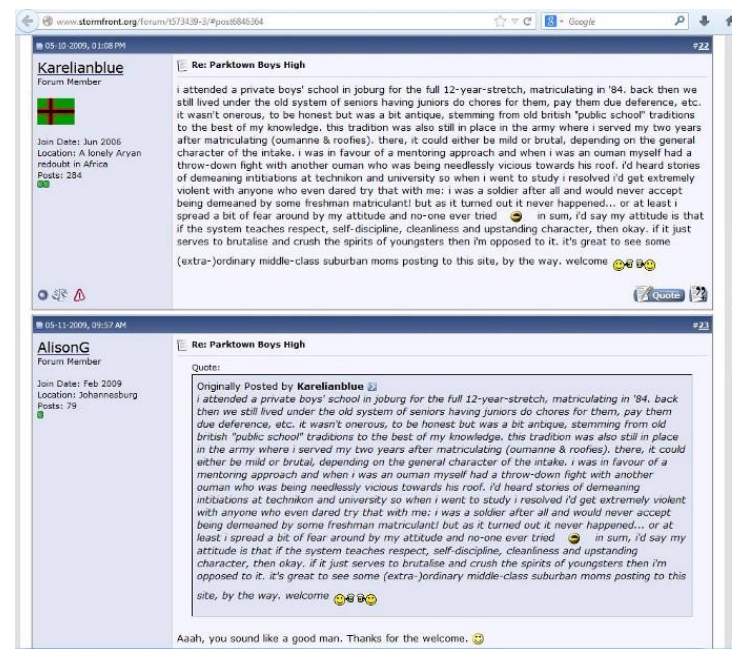 www.stormfront.org/forum/t573439-3/#post6846364
Google
05-10-2009, 01:08 PM
#22
Karelianblue
Forum Member
Join Date: Jun 2006
Location: A lonely Aryan
redoubt in Africa
Posts: 284
Re: Parktown Boys High
i attended a private boys' school in joburg for the full 12-year-stretch, matriculating in '84. back then we
still lived under the old system of seniors having juniors do chores for them, pay them due deference, etc.
it wasn't onerous, to be honest but was a bit antique, stemming from old british "public school" traditions
to the best of my knowledge. this tradition was also still in place in the army where i served my two years
after matriculating (oumanne & roofies). there, it could be mild or brutal, depending on the general
character of the intake. i was in favour of a mentoring approach and when i was an ouman myself had a
throw-down fight with another ouman who was being needlessly vicious towards his roof. i'd heard stories
of demeaning intitiations at technikon and university so when i went to study i resolved i'd get extremely
violent with anyone who even dared try that with me: i was a soldier after all and would never accept
being demeaned by some freshman matriculant! but as it turned out it never happened... or at least i
spread a bit of fear around by my attitude and no-one ever tried in sum, i'd say my attitude is that
if the system teaches respect, self-discipline, cleanliness and upstanding character, then okay. if it just
serves to brutalise and crush the spirits of youngsters then i'm opposed to it. it's great to see some
(extra-)ordinary middle-class suburban moms posting to this site, by the way. welcome
Quote
05-11-2009, 09:57 AM
#23
AlisonG
Forum Member
Join Date: Feb 2009
Location: Johannesburg
Posts: 79
Re: Parktown Boys High
Quote:
Originally Posted by Karelianblue
i attended a private boys' school in joburg for the full 12-year-stretch, matriculating in '84. back
then we still lived under the old system of seniors having juniors do chores for them, pay them
due deference, etc. it wasn't onerous, to be honest but was a bit antique, stemming from old
british "public school" traditions to the best of my knowledge. this tradition was also still in place
in the army where i served my two years after matriculating (oumanne & roofies). there, it could
either be mild or brutal, depending on the general character of the intake. i was in favour of a
mentoring approach and when i was an ouman myself had a throw-down fight with another
ouman who was being needlessly vicious towards his roof. i'd heard stories of demeaning
intitiations at technikon and university so when i went to study i resolved i'd get extremely violent
with anyone who even dared try that with me: i was a soldier after all and would never accept
being demeaned by some freshman matriculant! but as it turned out it never happened... or at
least i spread a bit of fear around by my attitude and no-one ever tried in sum, i'd say my
attitude is that if the system teaches respect, self-discipline, cleanliness and upstanding
character, then okay. if it just serves to brutalise and crush the spirits of youngsters then i'm
opposed to it. it's great to see some (extra-)ordinary middle-class suburban moms posting to this
site, by the way. welcome
Aaah, you sound like a good man. Thanks for the welcome.